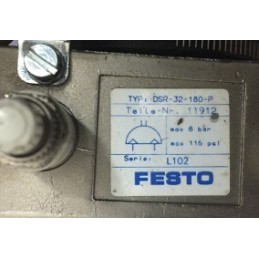 TYP: DSR-32-180-P
Teile-Nr. 11912
max 8 bar
max 116 psi
Serie: L102
FESTO